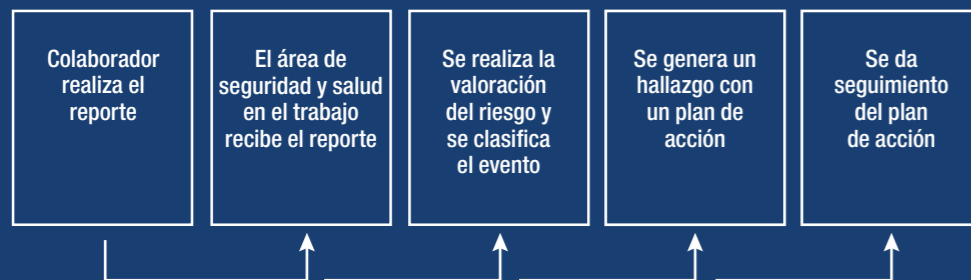 Colaborador
realiza el
reporte
El área de
seguridad y salud
en el trabajo
recibe el reporte
Se realiza la
valoración
del riesgo y
se clasifica
el evento
Se genera un
hallazgo con
un plan de
acción
Se da
seguimiento
del plan
de acción